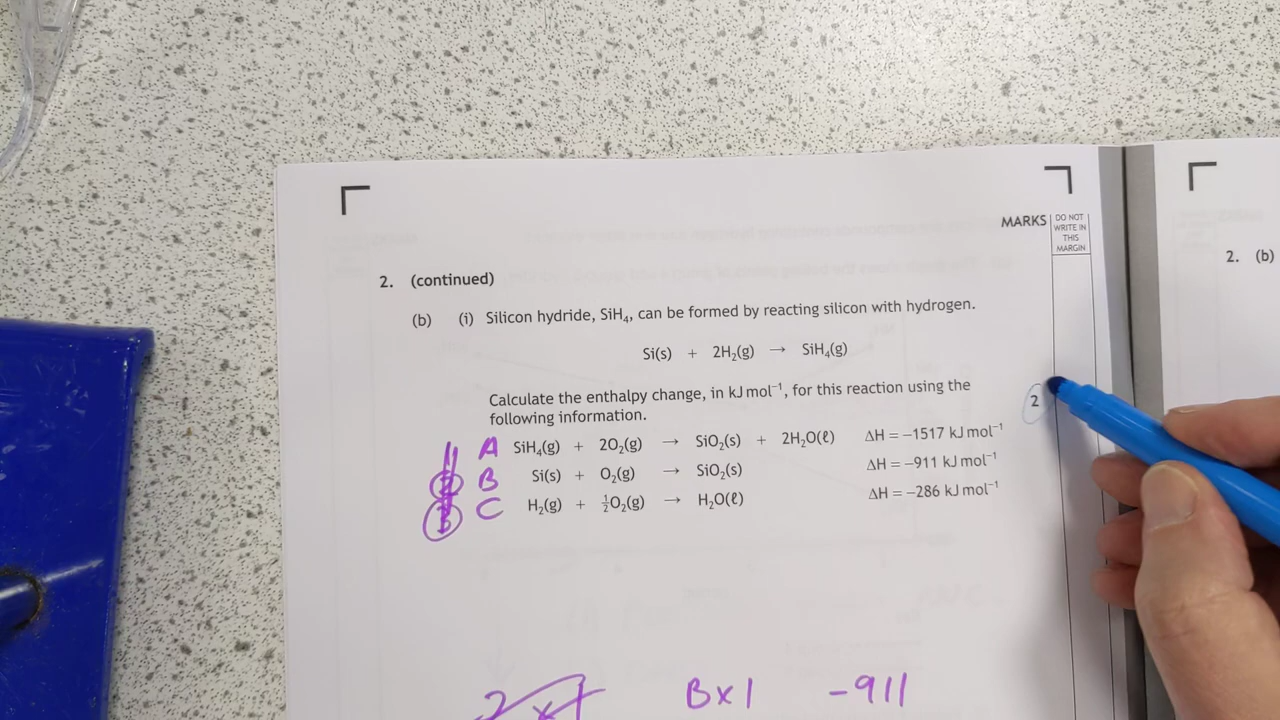 MARKS
DO NOT
WRITE IN
THIS
MARGIN
2. (continued)
2. (b)
(b) (i) Silicon hydride, SiH₄, can be formed by reacting silicon with hydrogen.
Si(s) + 2H₂(g) → SiH₄(g)
Calculate the enthalpy change, in kJ mol⁻¹, for this reaction using the
following information.
2
A SiH₄(g) + 2O₂(g) → SiO₂(s) + 2H₂O(ℓ) ΔH = −1517 kJ mol⁻¹
B Si(s) + O₂(g) → SiO₂(s) ΔH = −911 kJ mol⁻¹
C H₂(g) + ½O₂(g) → H₂O(ℓ) ΔH = −286 kJ mol⁻¹
B x 1 -911